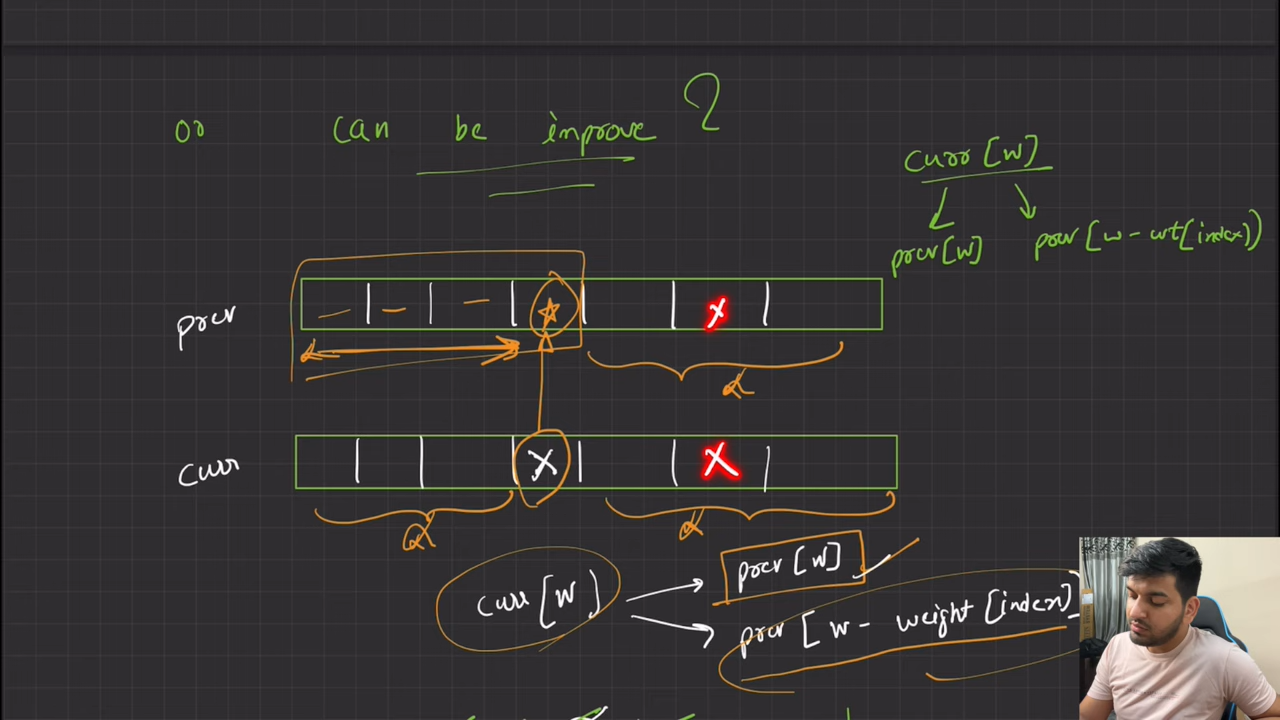 or can be improve ?
curr [w]
prev [w] prev [w - wt[index])
prev
x
α
curr
X X
α α
curr [w) prev [w]
prev [w - weight [index]